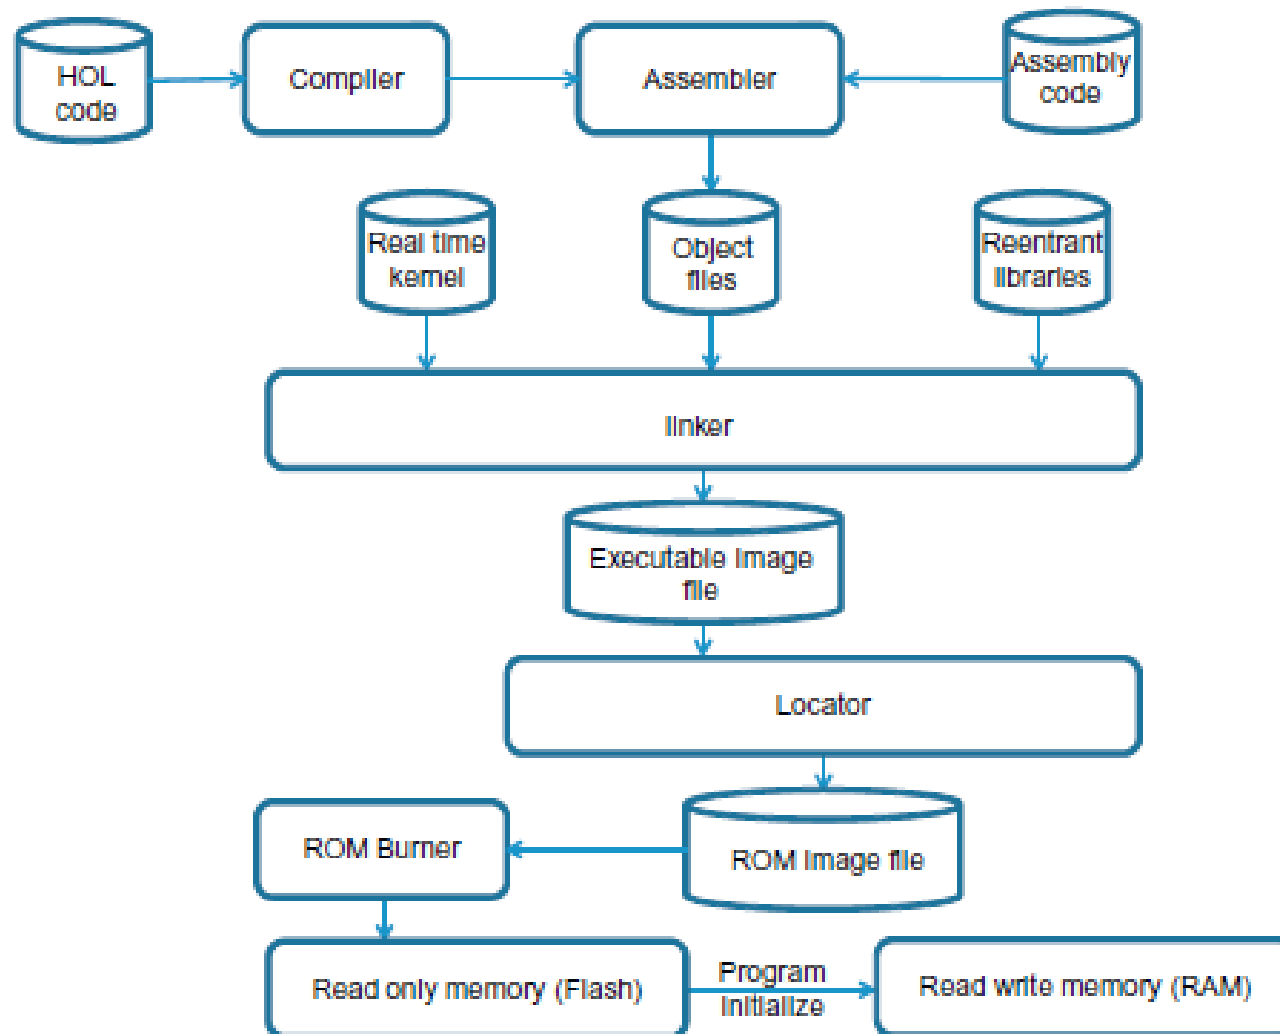 HOL
code
Compiler
Assembler
Assembly
code
Real time
kernel
Object
files
Reentrant
libraries
linker
Executable Image
file
Locator
ROM Burner
ROM Image file
Read only memory (Flash)
Program
Initialize
Read write memory (RAM)